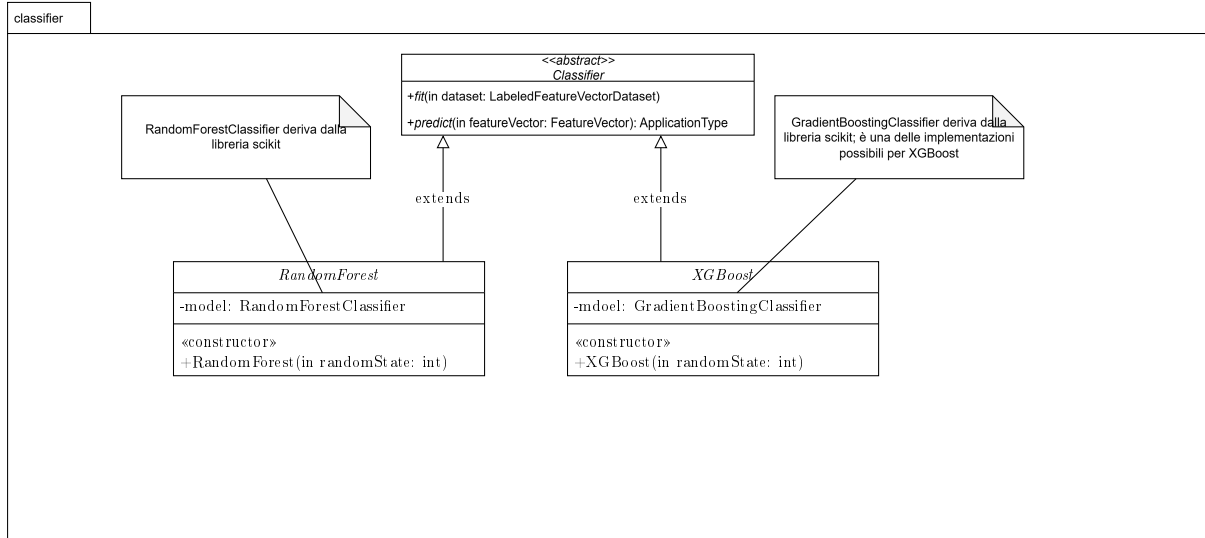 classifier
<<abstract>>
Classifier
+fit(in dataset: LabeledFeatureVectorDataset)
+predict(in featureVector: FeatureVector): ApplicationType
RandomForestClassifier deriva dalla
libreria scikit
GradientBoostingClassifier deriva dalla
libreria scikit; è una delle implementazioni
possibili per XGBoost
extends
extends
RandomForest
-model: RandomForestClassifier
«constructor»
+RandomForest(in randomState: int)
XGBoost
-mdoel: GradientBoostingClassifier
«constructor»
+XGBoost(in randomState: int)